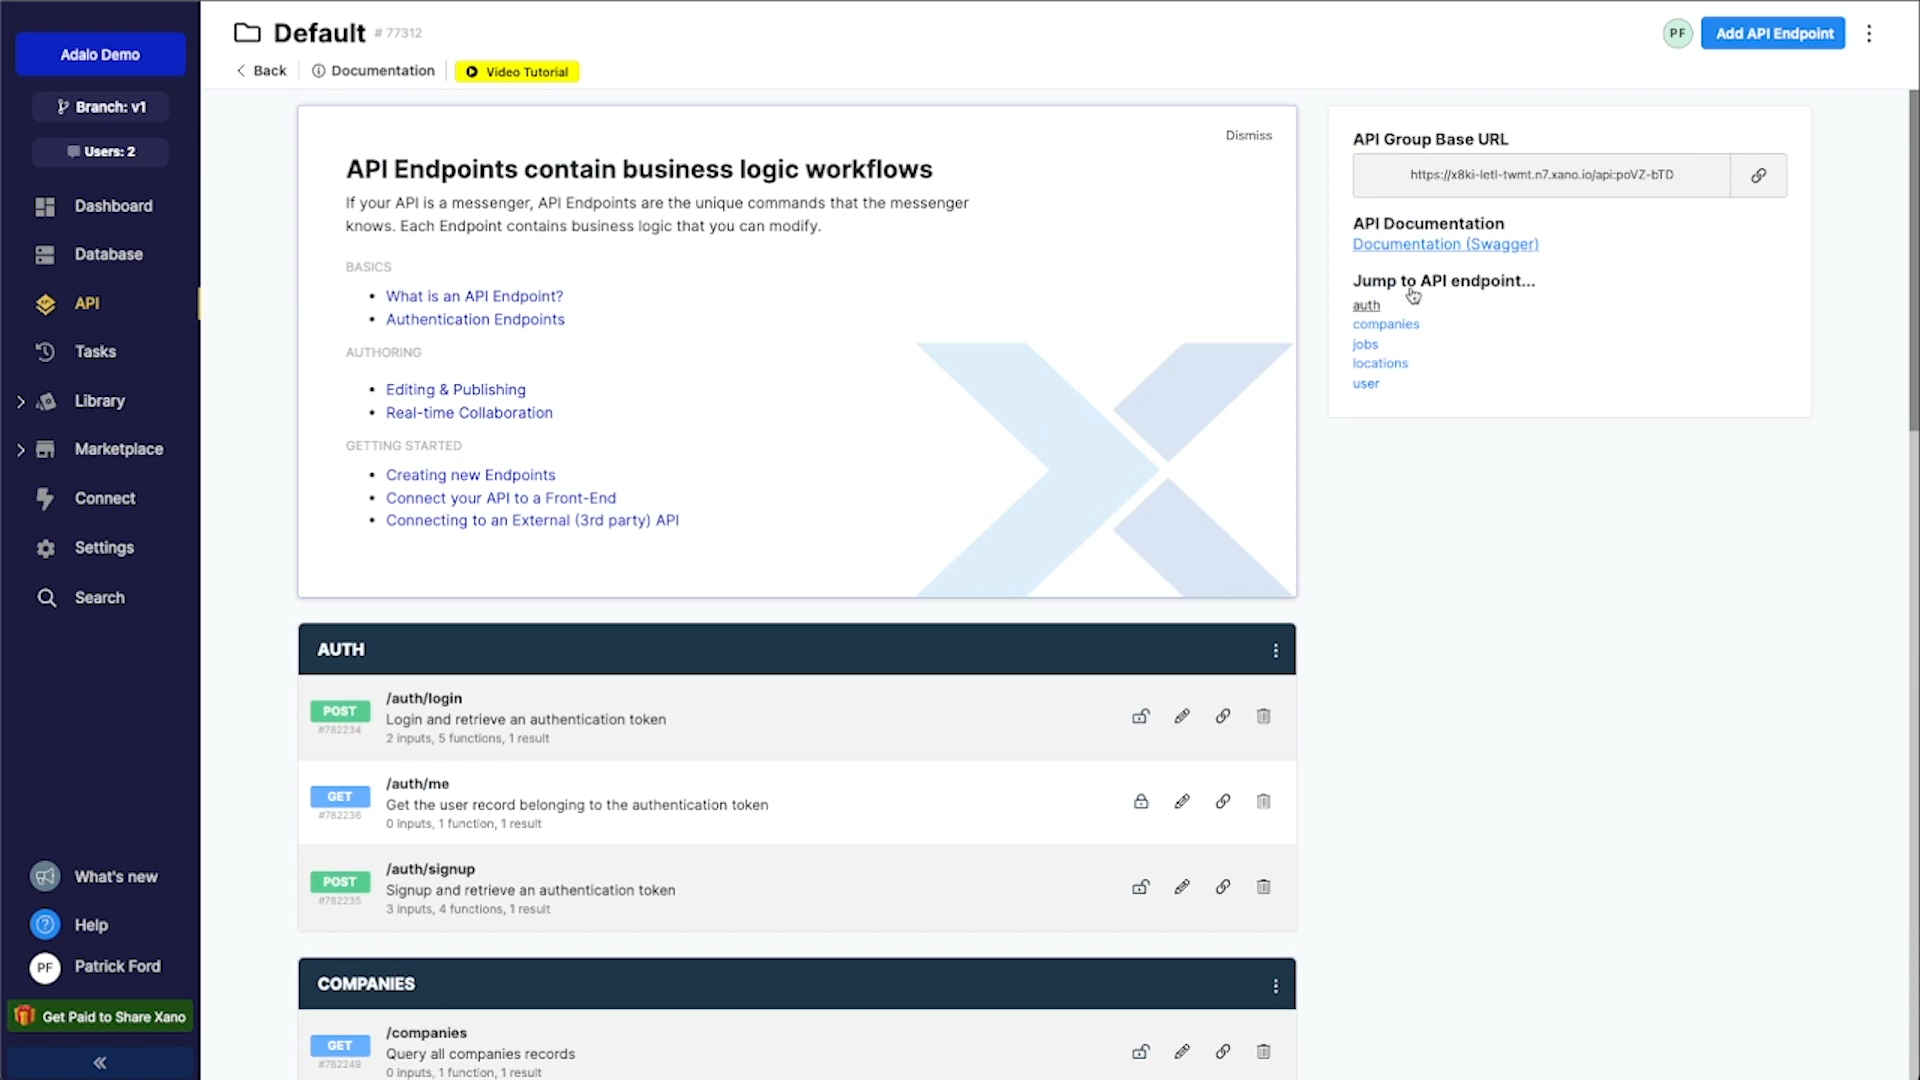 Adalo Demo
Branch: v1
Users: 2
Dashboard
Database
API
Tasks
Library
Marketplace
Connect
Settings
Search
What's new
Help
PF
Patrick Ford
Get Paid to Share Xano
Default # 77312
Back
Documentation
Video Tutorial
PF
Add API Endpoint
Dismiss
API Endpoints contain business logic workflows
If your API is a messenger, API Endpoints are the unique commands that the messenger
knows. Each Endpoint contains business logic that you can modify.
BASICS
• What is an API Endpoint?
• Authentication Endpoints
AUTHORING
• Editing & Publishing
• Real-time Collaboration
GETTING STARTED
• Creating new Endpoints
• Connect your API to a Front-End
• Connecting to an External (3rd party) API
AUTH
POST
#782234
/auth/login
Login and retrieve an authentication token
2 inputs, 5 functions, 1 result
GET
#782236
/auth/me
Get the user record belonging to the authentication token
0 inputs, 1 function, 1 result
POST
#782235
/auth/signup
Signup and retrieve an authentication token
3 inputs, 4 functions, 1 result
COMPANIES
GET
#782249
/companies
Query all companies records
0 inputs, 1 function, 1 result
API Group Base URL
https://x8ki-letl-twmt.n7.xano.io/api:poVZ-bTD
API Documentation
Documentation (Swagger)
Jump to API endpoint...
auth
companies
jobs
locations
user